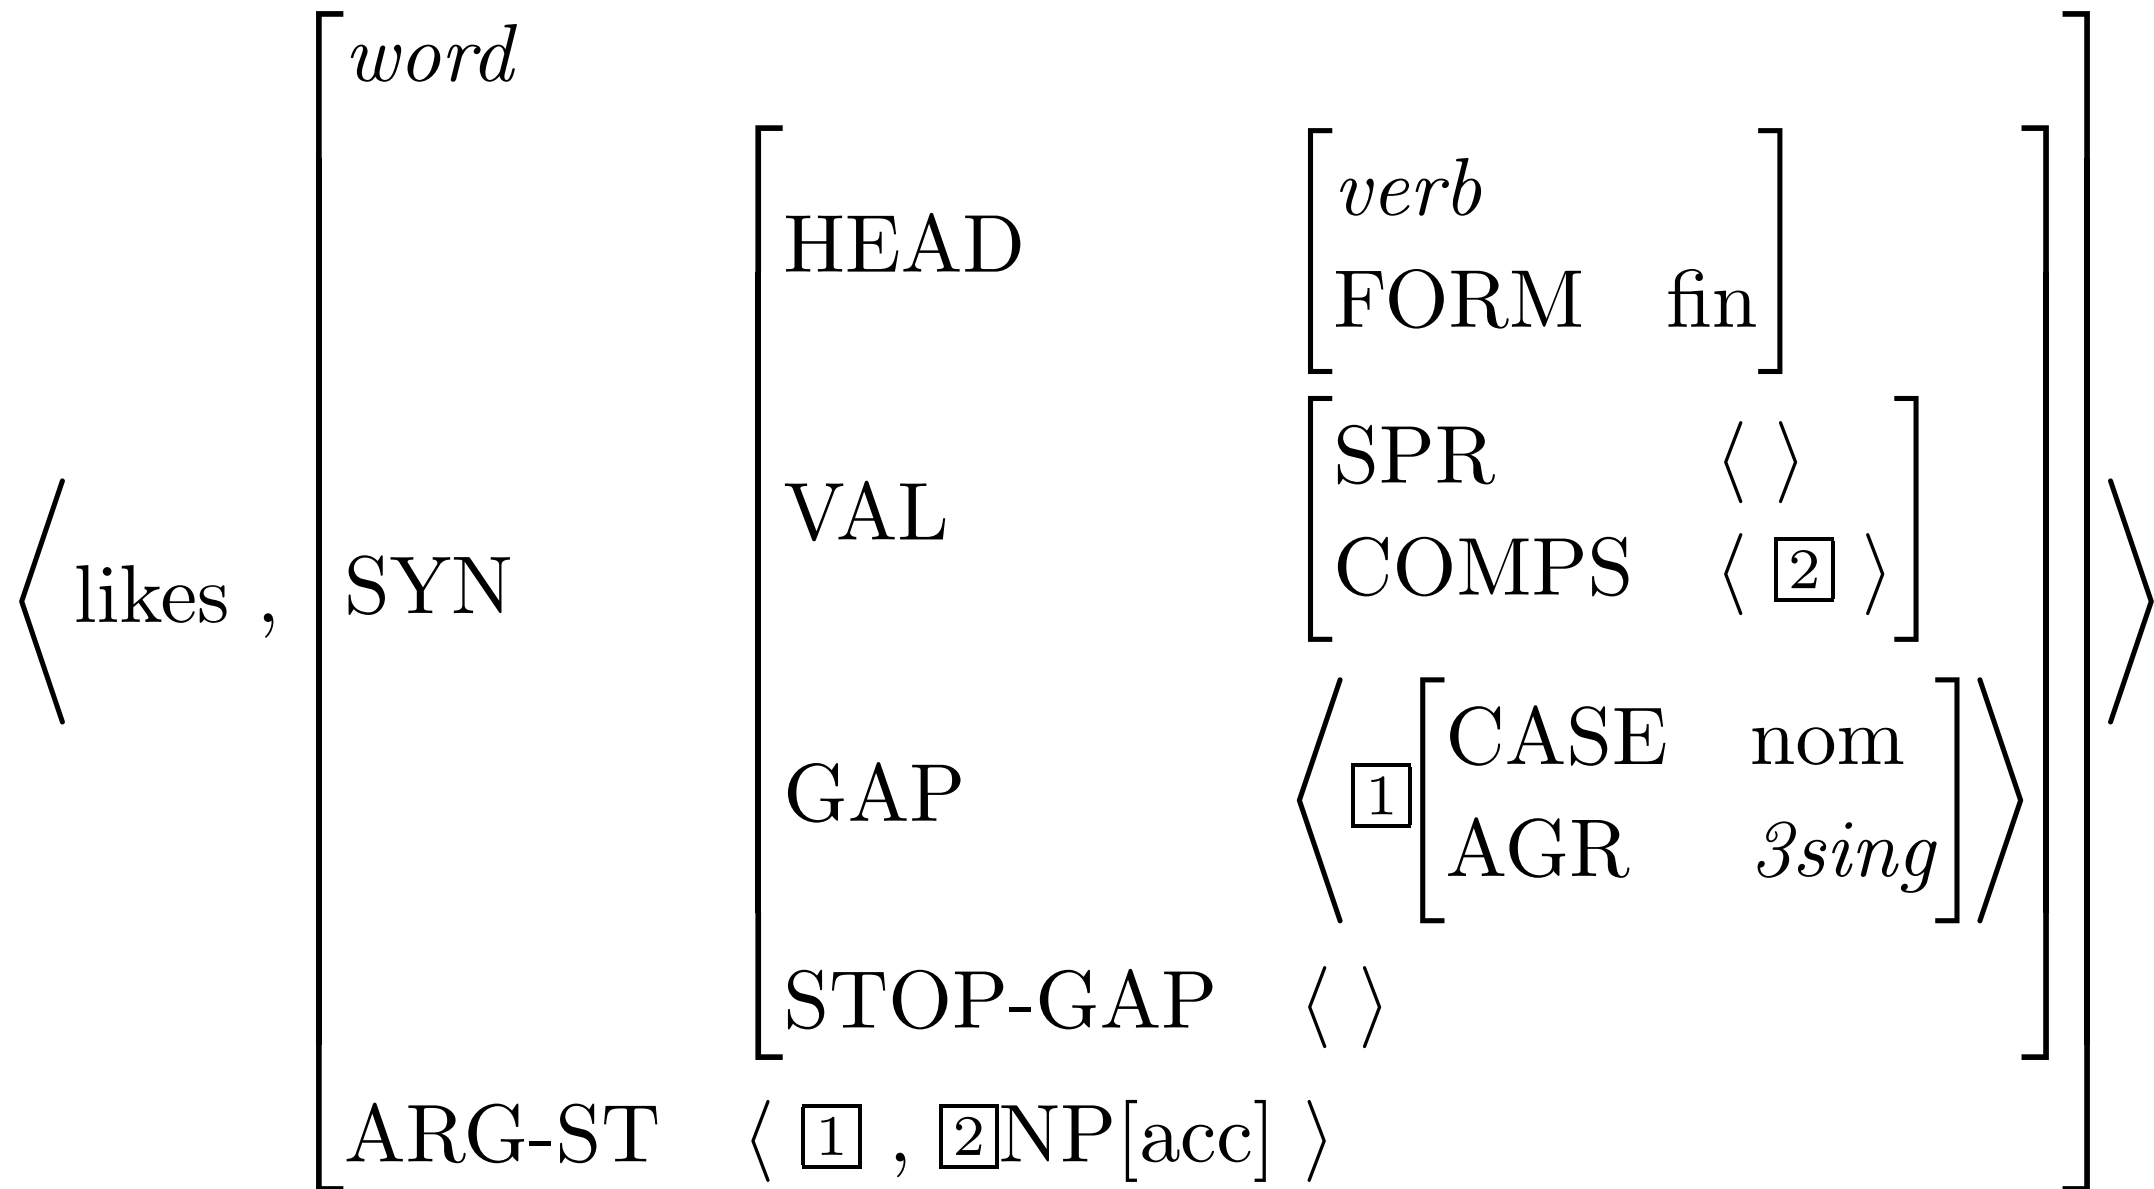 word
HEAD [verb
FORM fin]
VAL [SPR ⟨ ⟩
⟨likes , SYN COMPS ⟨ 2 ⟩]
GAP ⟨1[CASE nom
AGR 3sing]⟩
STOP-GAP ⟨ ⟩
ARG-ST ⟨ 1 , 2NP[acc] ⟩